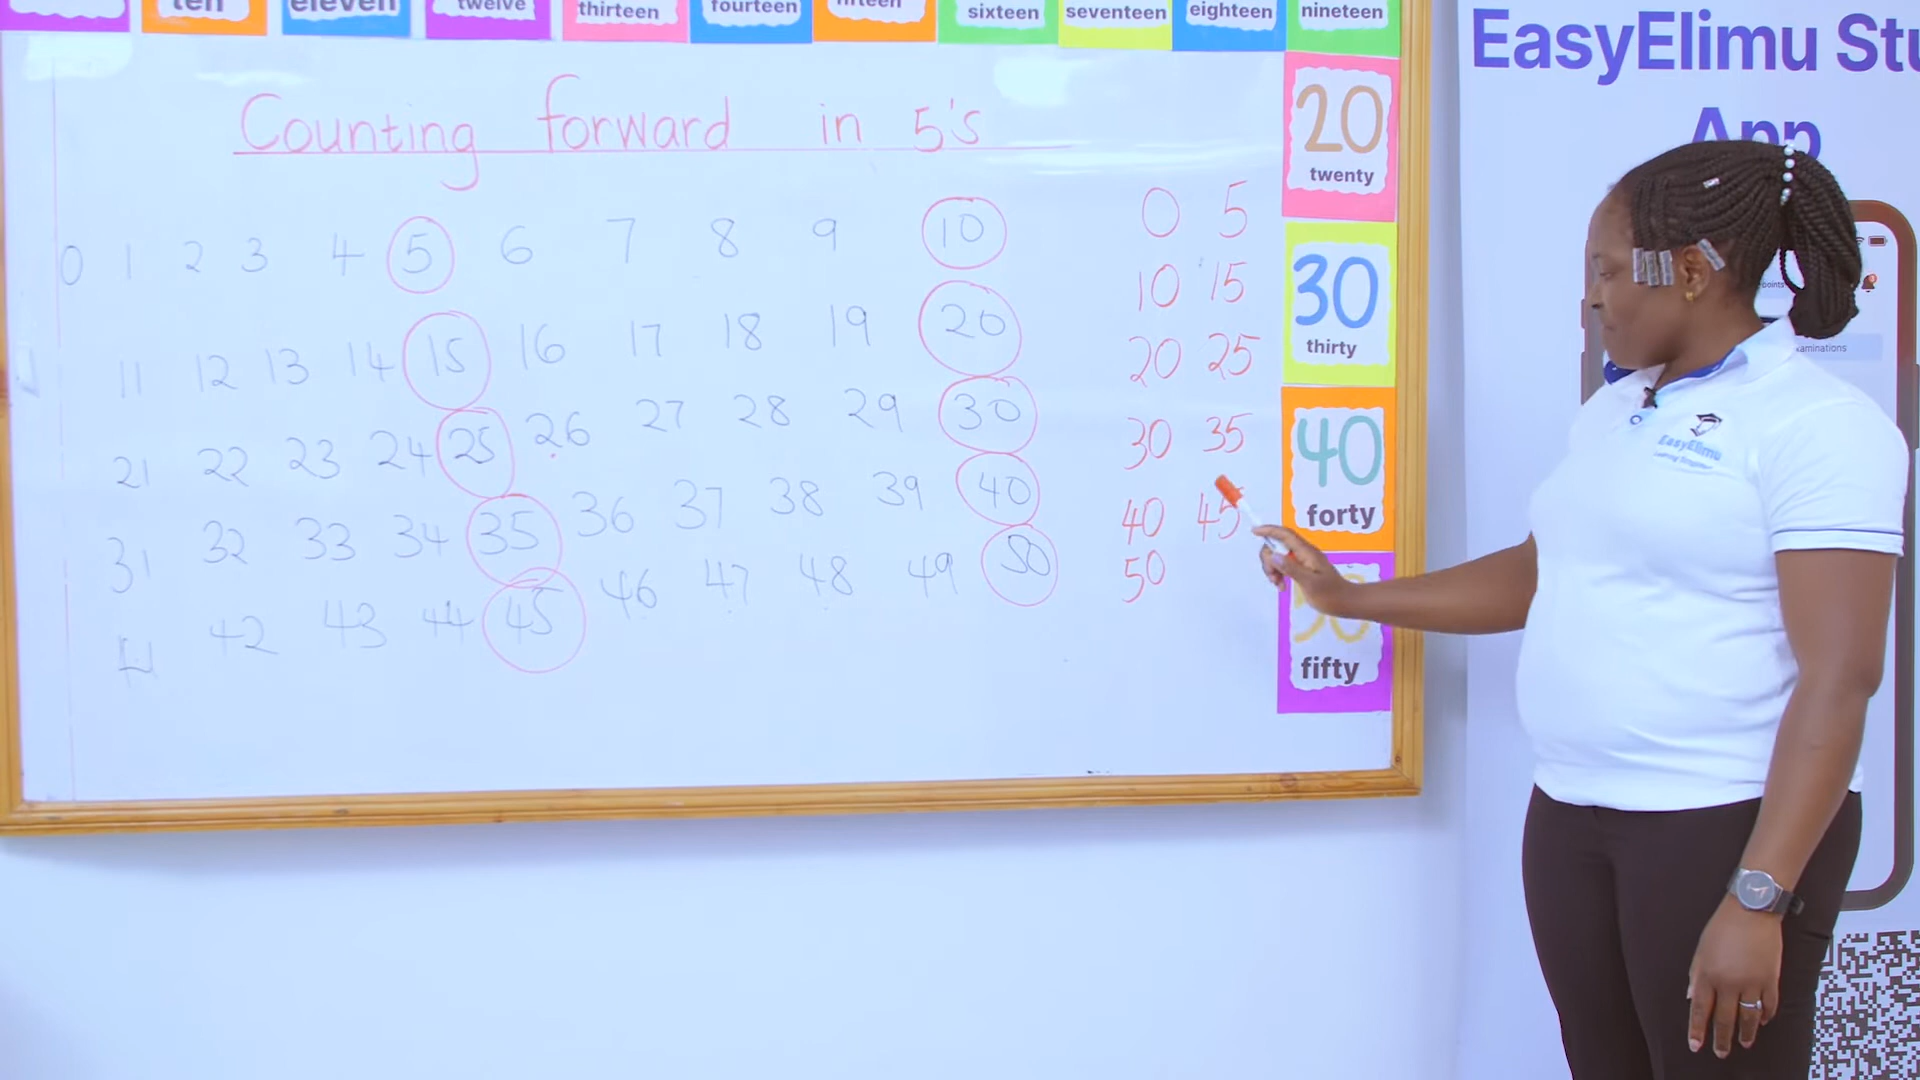 ten eleven twelve thirteen fourteen fifteen sixteen seventeen eighteen nineteen
Counting forward in 5's
0 1 2 3 4 5 6 7 8 9 10
11 12 13 14 15 16 17 18 19 20
21 22 23 24 25 26 27 28 29 30
31 32 33 34 35 36 37 38 39 40
42 43 44 45 46 47 48 49 50
0 5
10 15
20 25
30 35
40 45
50
20
twenty
30
thirty
40
forty
50
fifty
EasyElimu Stu
App
points
xaminations
EasyElimu